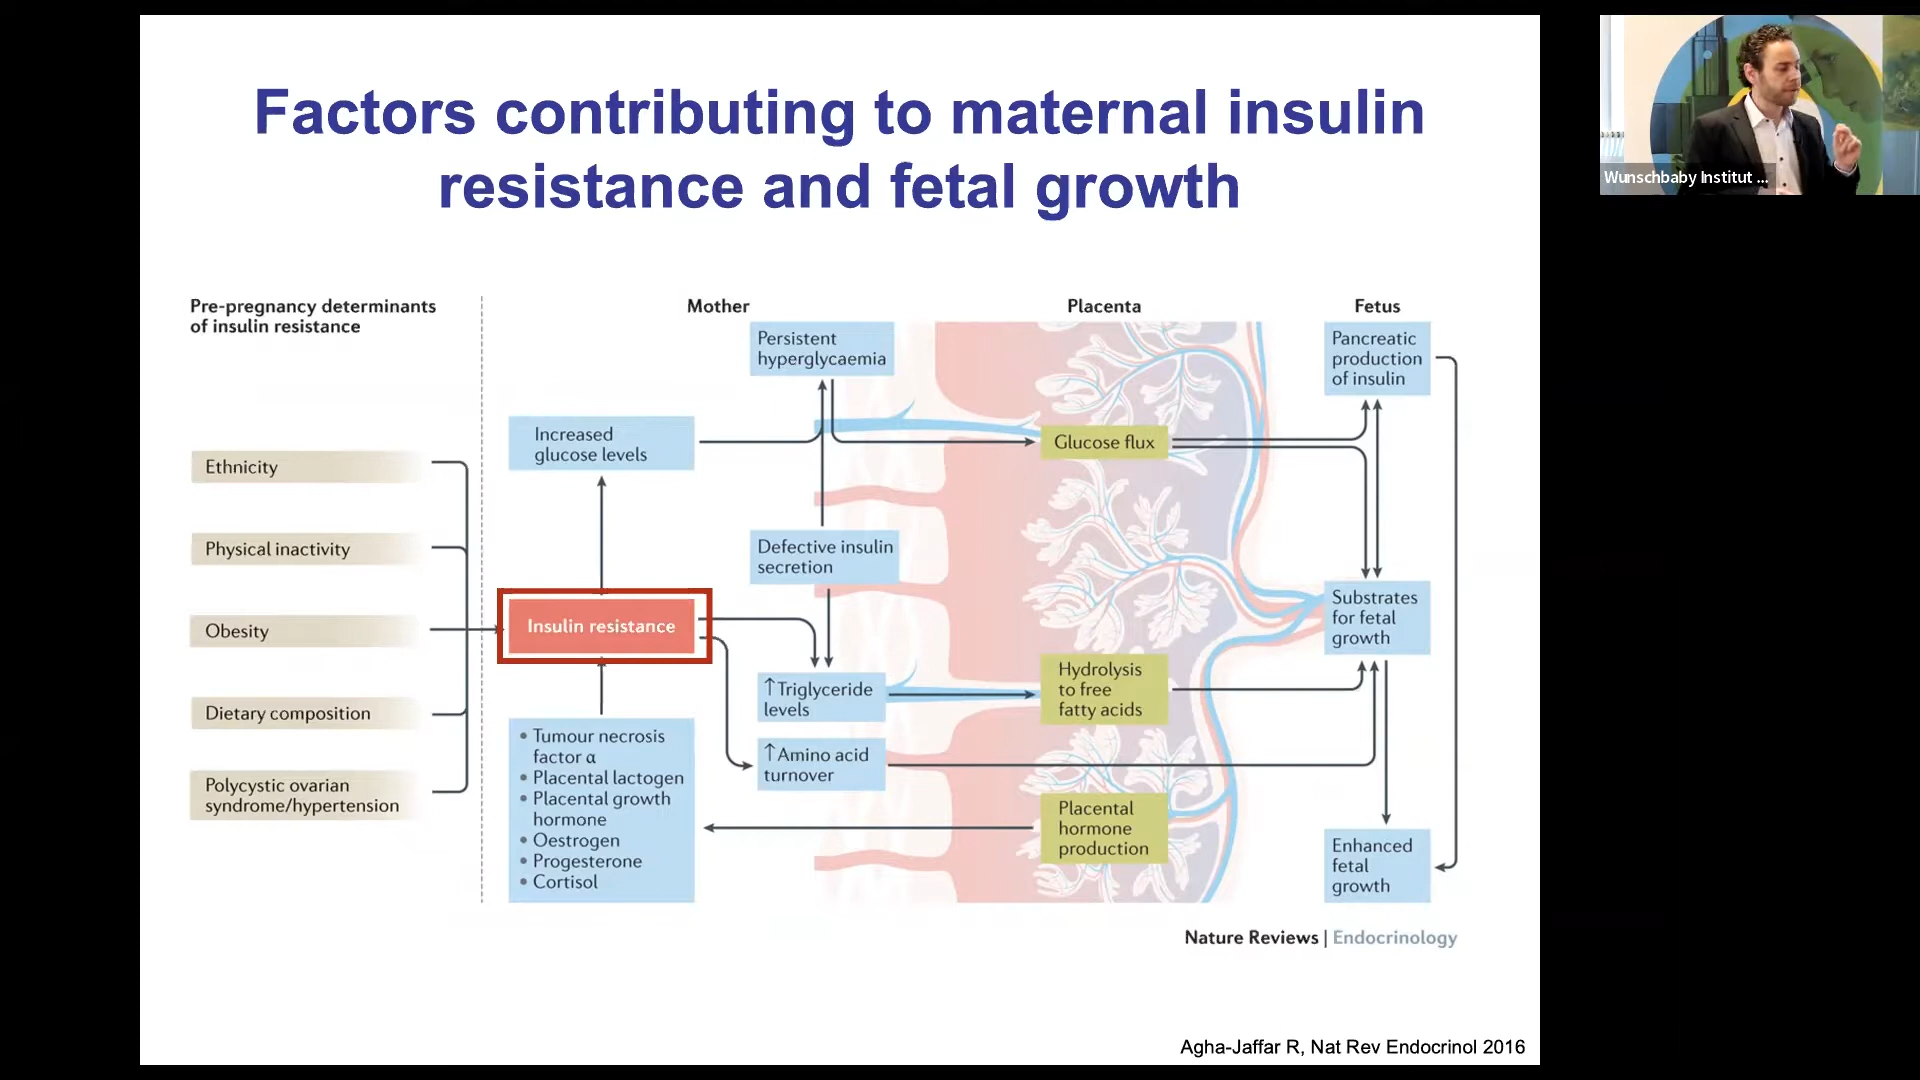 Factors contributing to maternal insulin
resistance and fetal growth
Wunschbaby Institut ...
Pre-pregnancy determinants
of insulin resistance
Mother
Placenta
Fetus
Ethnicity
Physical inactivity
Obesity
Dietary composition
Polycystic ovarian
syndrome/hypertension
Increased
glucose levels
Insulin resistance
• Tumour necrosis
factor α
• Placental lactogen
• Placental growth
hormone
• Oestrogen
• Progesterone
• Cortisol
Persistent
hyperglycaemia
Defective insulin
secretion
↑Triglyceride
levels
↑Amino acid
turnover
Glucose flux
Hydrolysis
to free
fatty acids
Placental
hormone
production
Pancreatic
production
of insulin
Substrates
for fetal
growth
Enhanced
fetal
growth
Nature Reviews | Endocrinology
Agha-Jaffar R, Nat Rev Endocrinol 2016